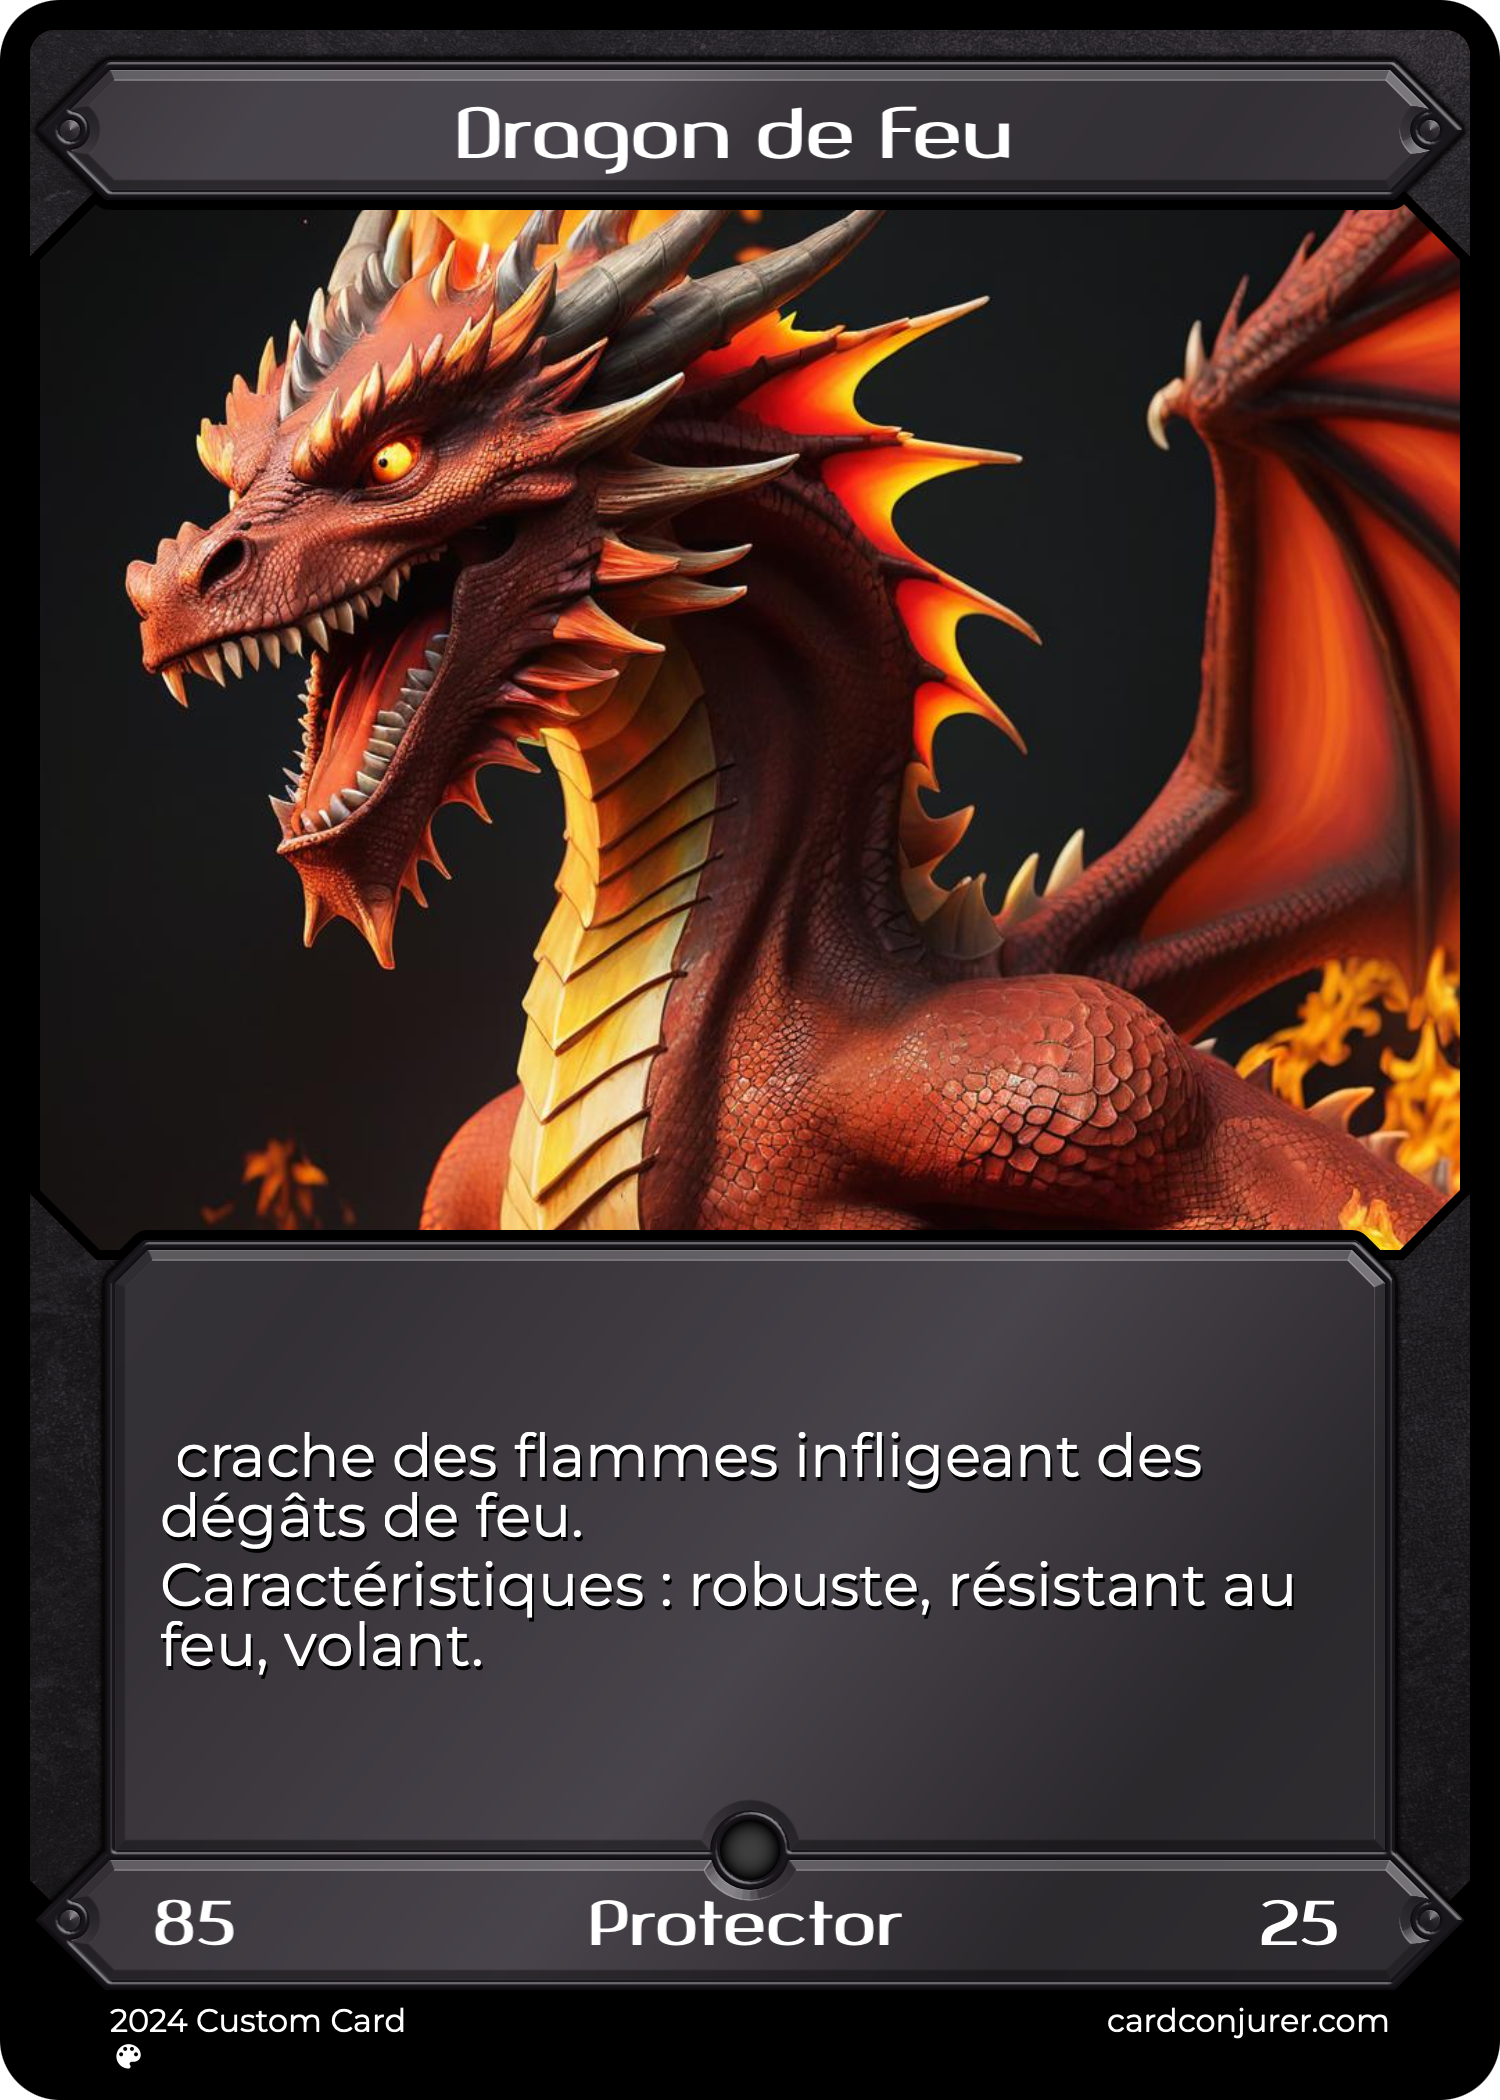 Dragon de Feu
crache des flammes infligeant des
dégâts de feu.
Caractéristiques : robuste, résistant au
feu, volant.
85 Protector 25
2024 Custom Card cardconjurer.com